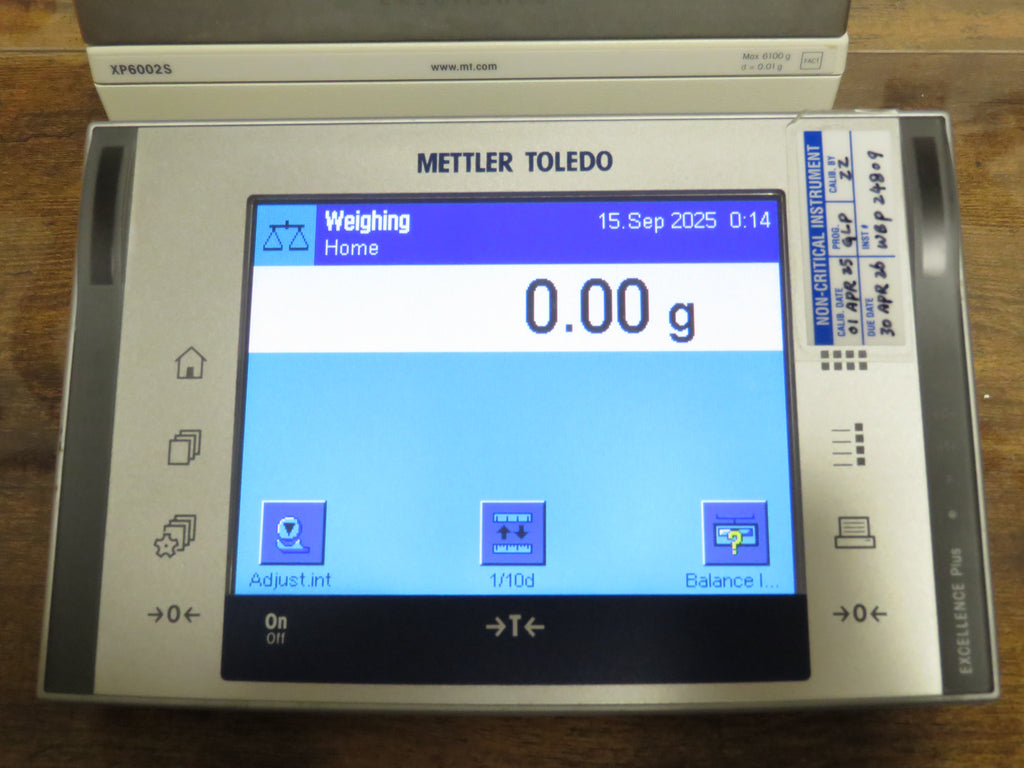 XP6002S
www.mt.com
Max 6100 g
d = 0.01 g
FACT
METTLER TOLEDO
NON-CRITICAL INSTRUMENT
CALIB. DATE PROG. CALIB. BY
01 APR 25 GLP ZZ
DUE DATE INST #
30 APR 26 WBP 24809
Weighing
Home
15.Sep 2025 0:14
0.00 g
Adjust.int
1/10d
Balance I...
→0←
On
Off
→T←
→0←
EXCELLENCE Plus